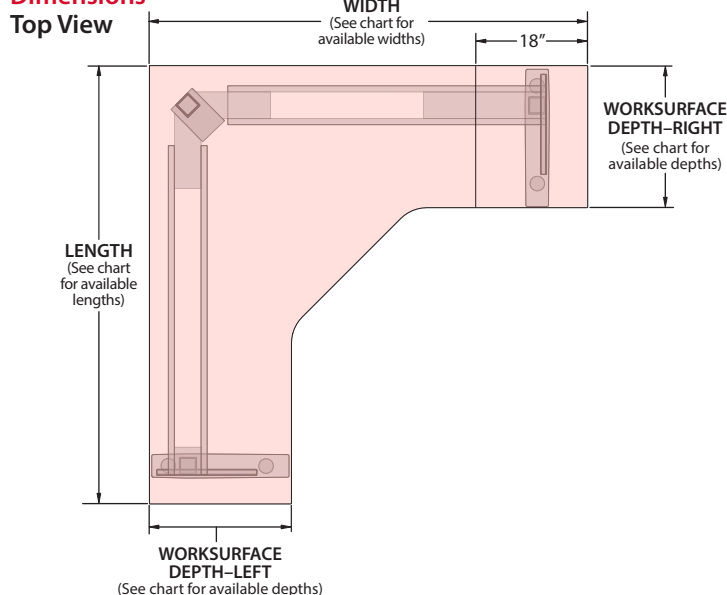 Dimensions
Top View
WIDTH
(See chart for
available widths)
18”
WORKSURFACE
DEPTH–RIGHT
(See chart for
available depths)
LENGTH
(See chart
for available
lengths)
WORKSURFACE
DEPTH–LEFT
(See chart for available depths)